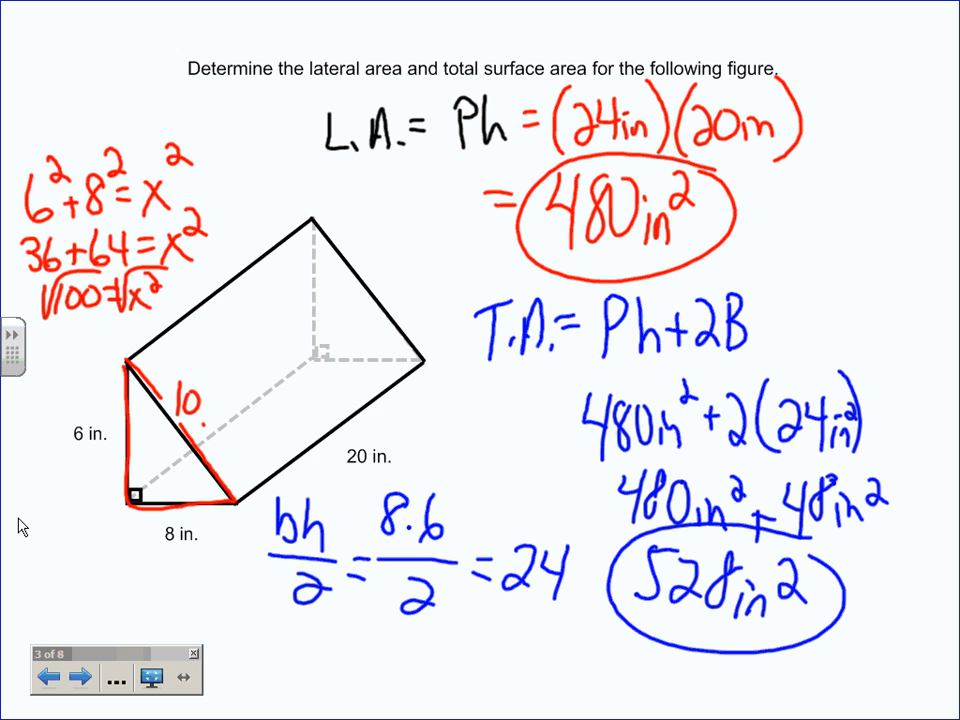 Determine the lateral area and total surface area for the following figure.
L.A. = Ph = (24in)(20in)
= 480in²
6² + 8² = x²
36 + 64 = x²
√100 = √x²
T.A. = Ph + 2B
480in² + 2(24in²)
480in² + 48in²
528in²
10
6 in.
20 in.
8 in.
bh/2 = 8·6/2 = 24
3 of 8